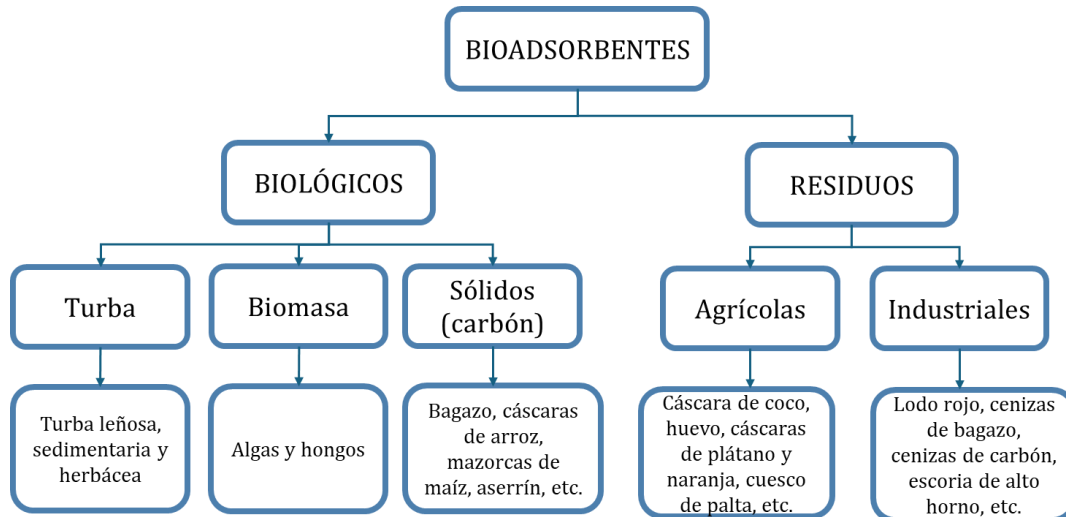 BIOADSORBENTES
BIOLÓGICOS
RESIDUOS
Turba
Biomasa
Sólidos
(carbón)
Agrícolas
Industriales
Turba leñosa,
sedimentaria y
herbácea
Algas y hongos
Bagazo, cáscaras
de arroz,
mazorcas de
maíz, aserrín, etc.
Cáscara de coco,
huevo, cáscaras
de plátano y
naranja, cuesco
de palta, etc.
Lodo rojo, cenizas
de bagazo,
cenizas de carbón,
escoria de alto
horno, etc.